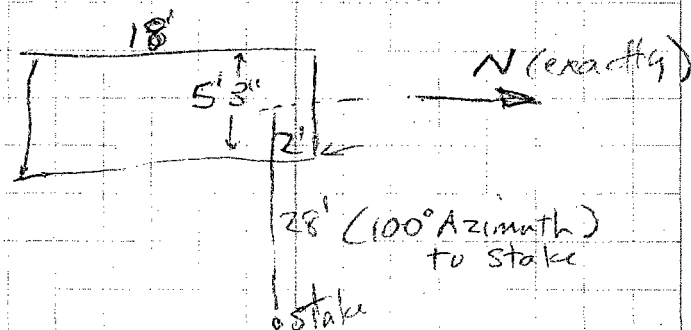 18'
N (exactly)
5'3"
2'
28' (100° Azimuth)
to stake
stake